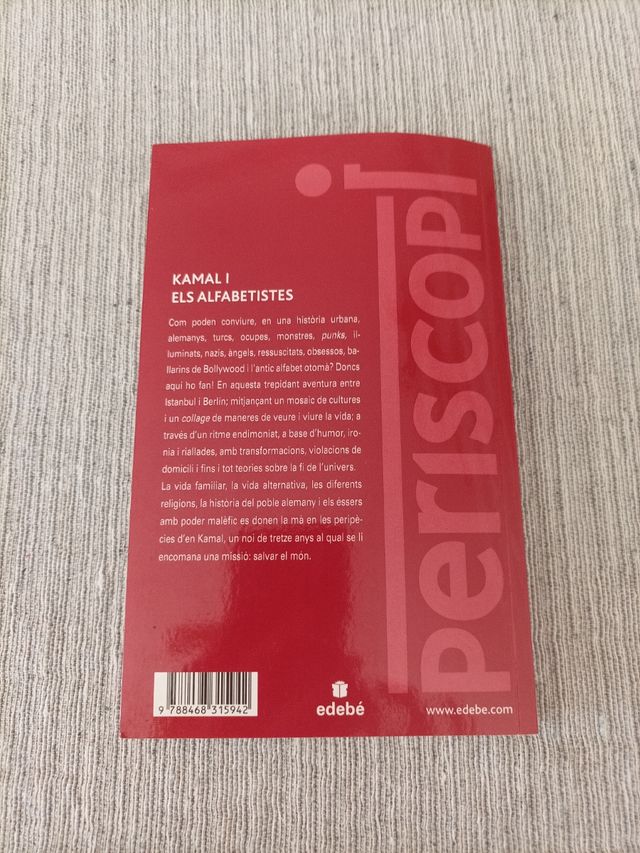 PERISCOPI
KAMAL I
ELS ALFABETISTES
Com poden conviure, en una història urbana,
alemanys, turcs, ocupes, monstres, punks, il-
luminats, nazis, àngels, ressuscitats, obsessos, ba-
llarins de Bollywood i l'antic alfabet otomà? Doncs
aquí ho fan! En aquesta trepidant aventura entre
Istanbul i Berlín; mitjançant un mosaic de cultures
i un collage de maneres de veure i viure la vida; a
través d'un ritme endimoniat, a base d'humor, iro-
nia i riallades, amb transformacions, violacions de
domicili i fins i tot teories sobre la fi de l'univers.
La vida familiar, la vida alternativa, les diferents
religions, la història del poble alemany i els éssers
amb poder malèfic es donen la mà en les peripè-
cies d'en Kamal, un noi de tretze anys al qual se li
encomana una missió: salvar el món.
9 788468 315942
edebé
www.edebe.com